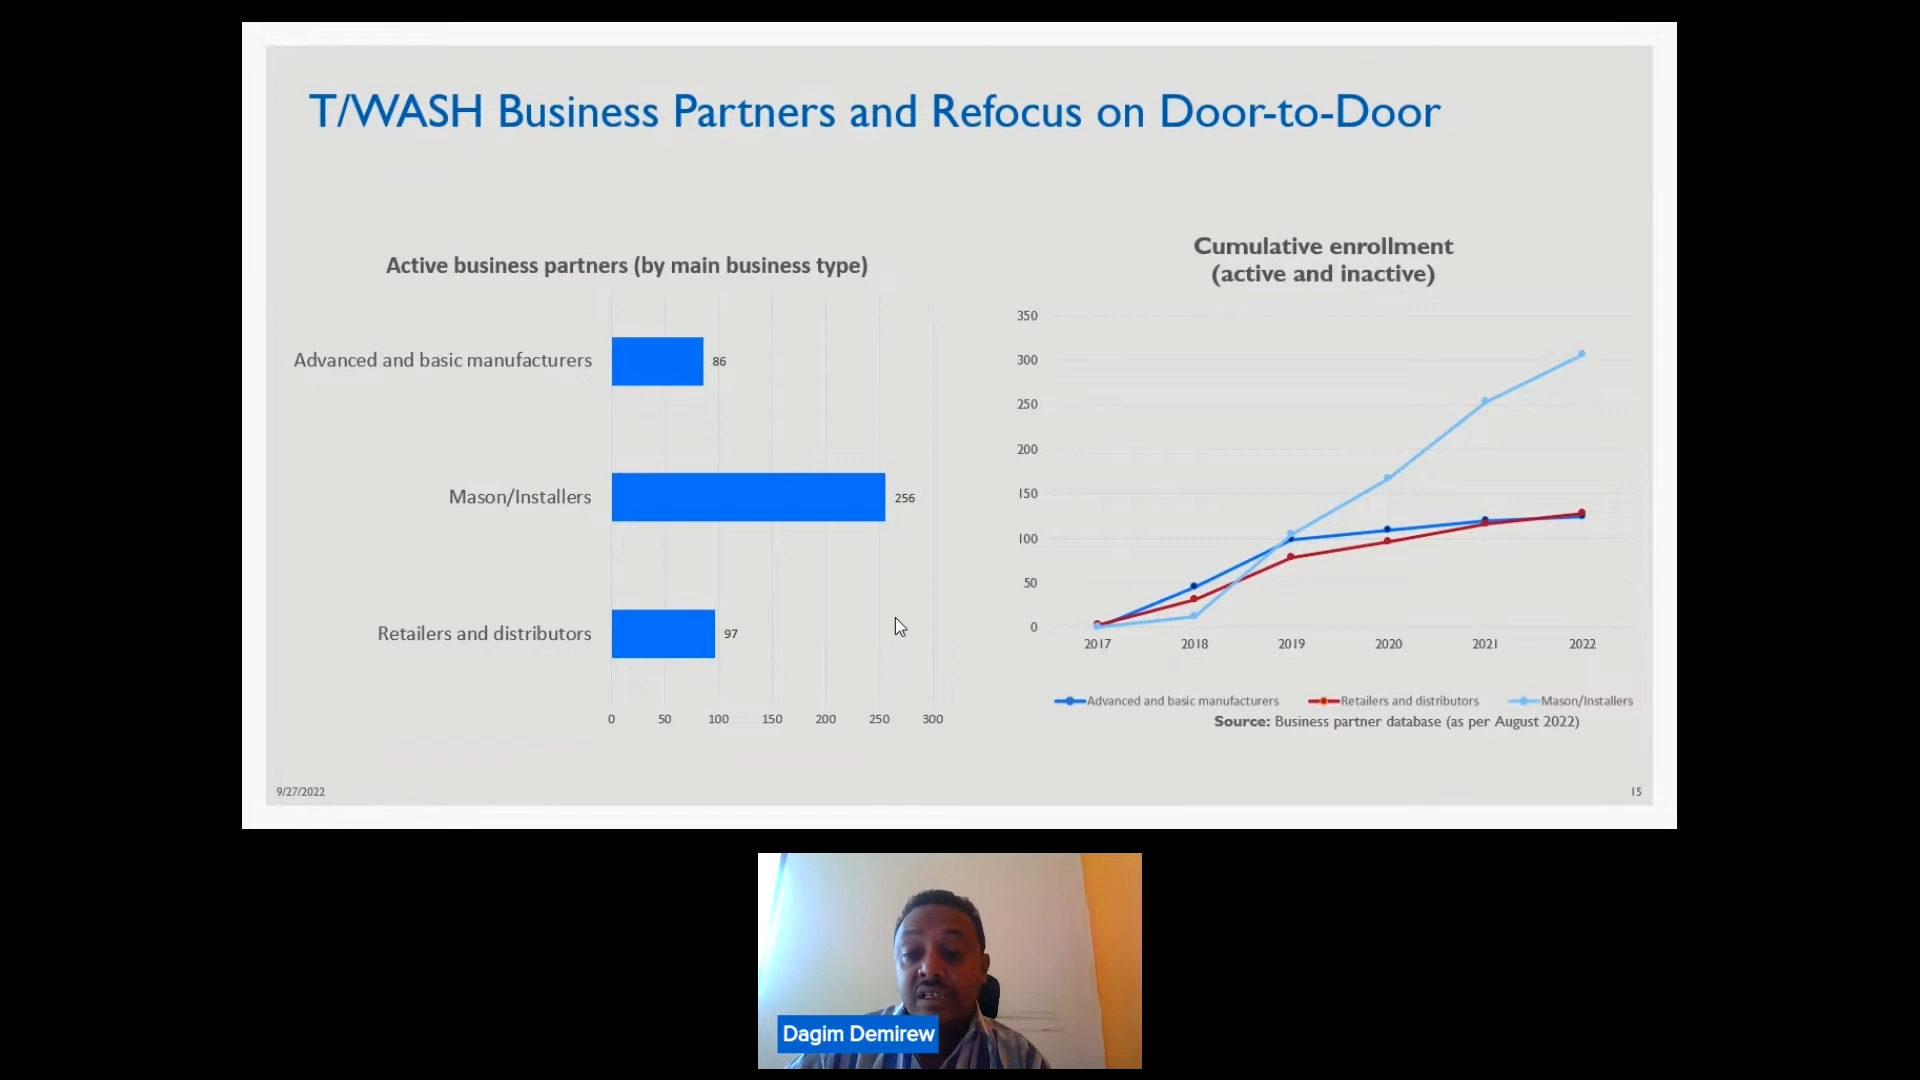 T/WASH Business Partners and Refocus on Door-to-Door
Active business partners (by main business type)
Advanced and basic manufacturers
86
Mason/Installers
256
Retailers and distributors
97
0 50 100 150 200 250 300
Cumulative enrollment
(active and inactive)
350
300
250
200
150
100
50
0
2017 2018 2019 2020 2021 2022
Advanced and basic manufacturers Retailers and distributors Mason/Installers
Source: Business partner database (as per August 2022)
9/27/2022
15
Dagim Demirew